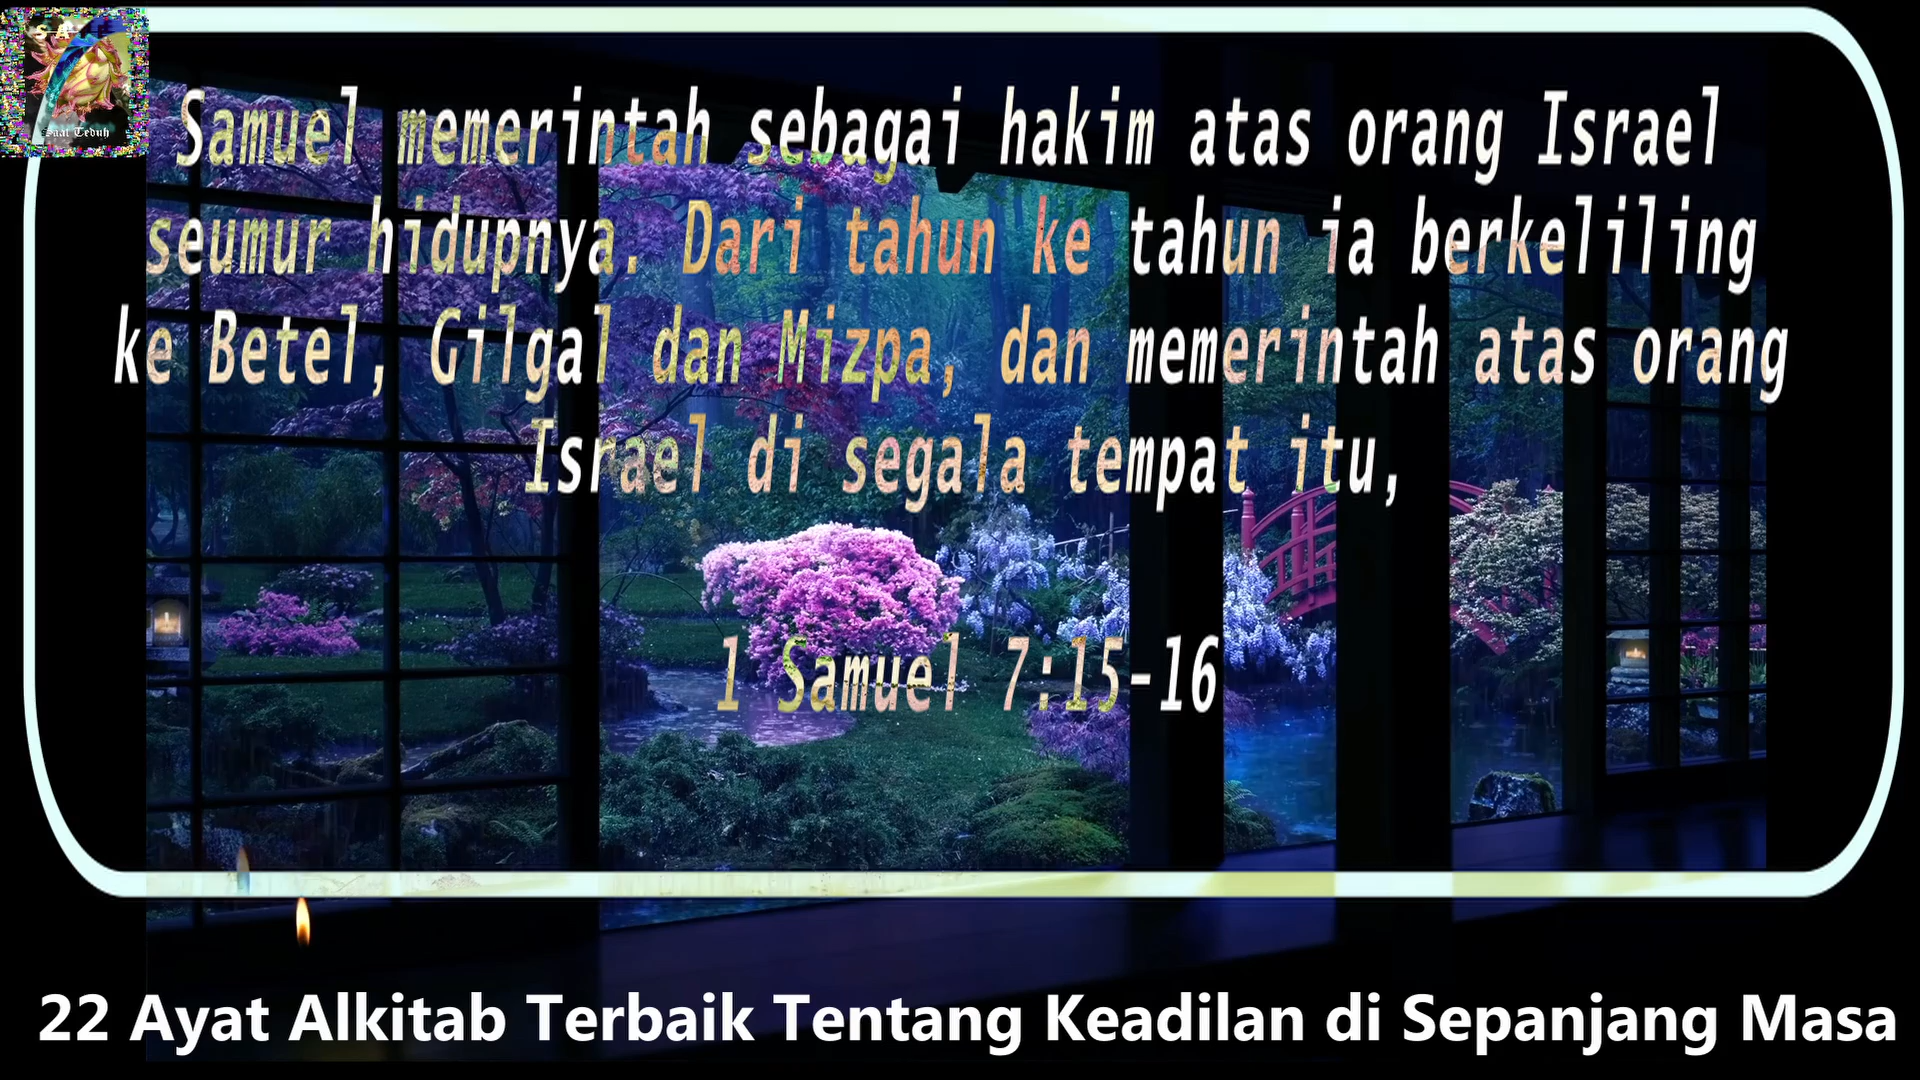 Saat Teduh
Samuel memerintah sebagai hakim atas orang Israel
seumur hidupnya. Dari tahun ke tahun ia berkeliling
ke Betel, Gilgal dan Mizpa, dan memerintah atas orang
Israel di segala tempat itu,
1 Samuel 7:15-16
22 Ayat Alkitab Terbaik Tentang Keadilan di Sepanjang Masa